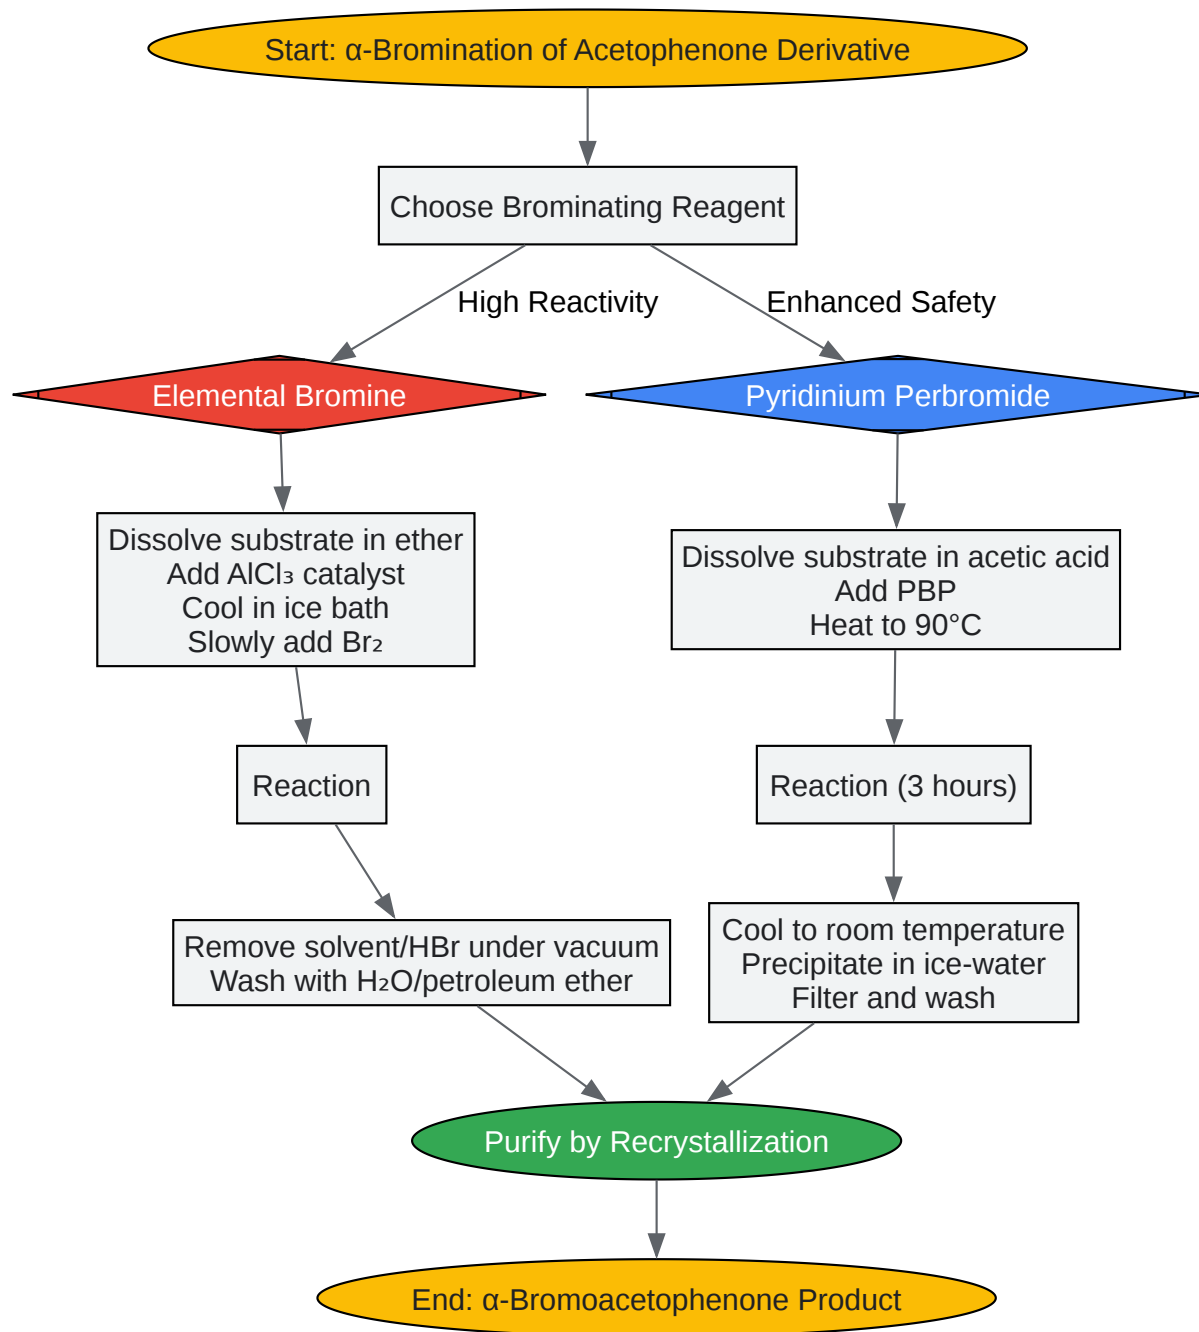 Start: α-Bromination of Acetophenone Derivative
Choose Brominating Reagent
High Reactivity
Enhanced Safety
Elemental Bromine
Pyridinium Perbromide
Dissolve substrate in ether
Add AlCl₃ catalyst
Cool in ice bath
Slowly add Br₂
Dissolve substrate in acetic acid
Add PBP
Heat to 90°C
Reaction
Reaction (3 hours)
Remove solvent/HBr under vacuum
Wash with H₂O/petroleum ether
Cool to room temperature
Precipitate in ice-water
Filter and wash
Purify by Recrystallization
End: α-Bromoacetophenone Product